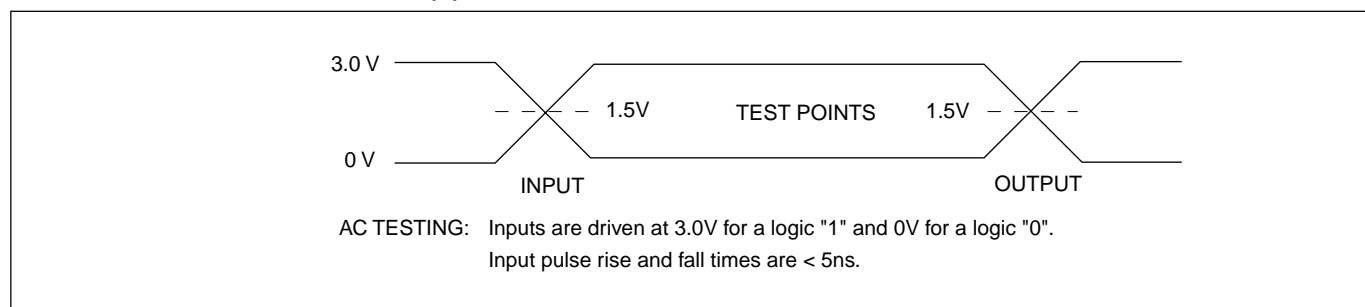 3.0 V
1.5V TEST POINTS 1.5V
0 V
INPUT OUTPUT
AC TESTING: Inputs are driven at 3.0V for a logic "1" and 0V for a logic "0".
Input pulse rise and fall times are < 5ns.